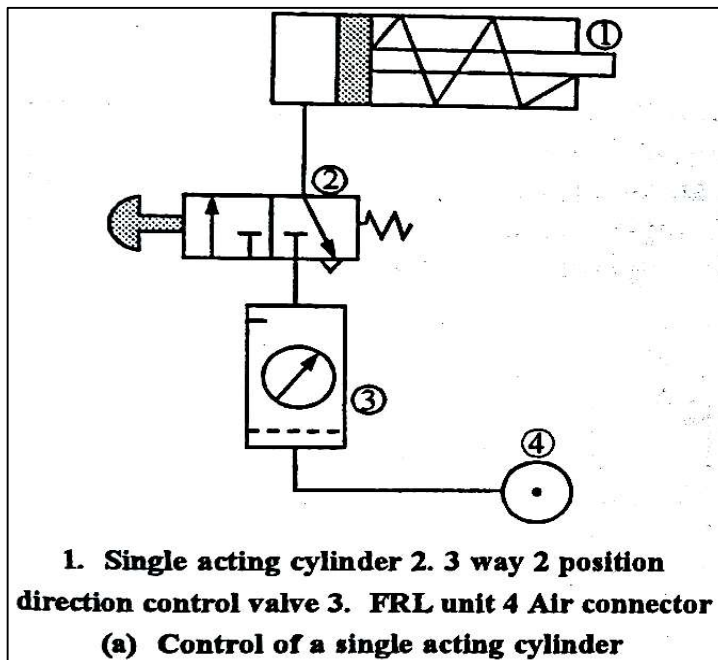 ①
②
③
④
1. Single acting cylinder 2. 3 way 2 position
direction control valve 3. FRL unit 4 Air connector
(a) Control of a single acting cylinder